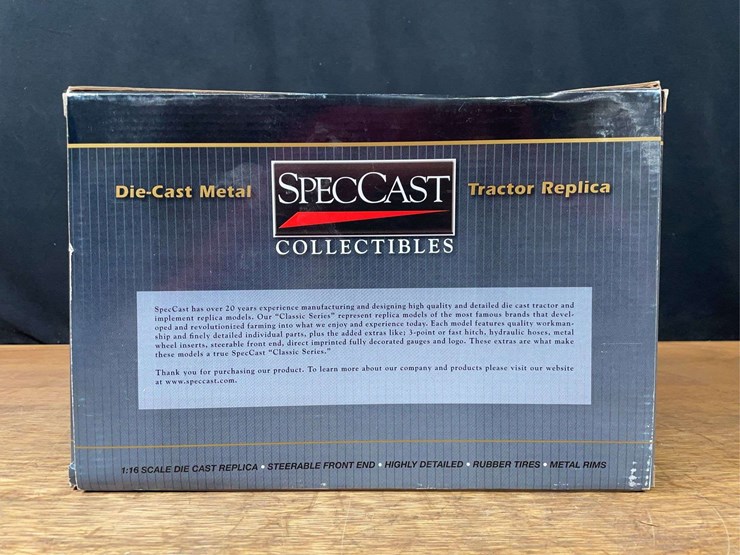 Die-Cast Metal SPECCAST Tractor Replica
COLLECTIBLES
SpecCast has over 20 years experience manufacturing and designing high quality and detailed die cast tractor and
implement replica models. Our "Classic Series" represent replica models of the most famous brands that devel-
oped and revolutionized farming into what we enjoy and experience today. Each model features quality workman-
ship and finely detailed individual parts, plus the added extras like; 3-point or fast hitch, hydraulic hoses, metal
wheel inserts, steerable front end, direct imprinted fully decorated gauges and logo. These extras are what make
these models a true SpecCast "Classic Series."
Thank you for purchasing our product. To learn more about our company and products please visit our website
at www.speccast.com.
1:16 SCALE DIE CAST REPLICA • STEERABLE FRONT END • HIGHLY DETAILED • RUBBER TIRES • METAL RIMS